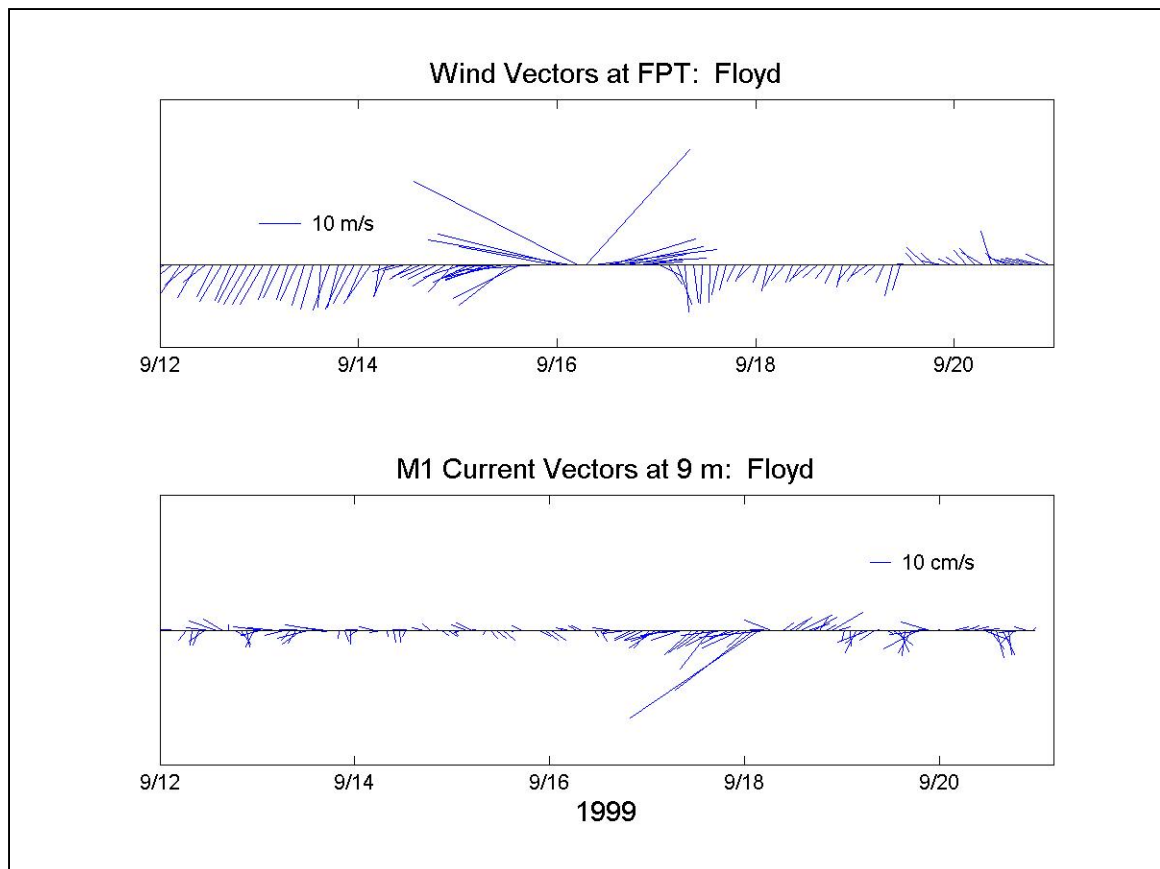 Wind Vectors at FPT: Floyd
10 m/s
9/12 9/14 9/16 9/18 9/20
M1 Current Vectors at 9 m: Floyd
10 cm/s
9/12 9/14 9/16 9/18 9/20
1999